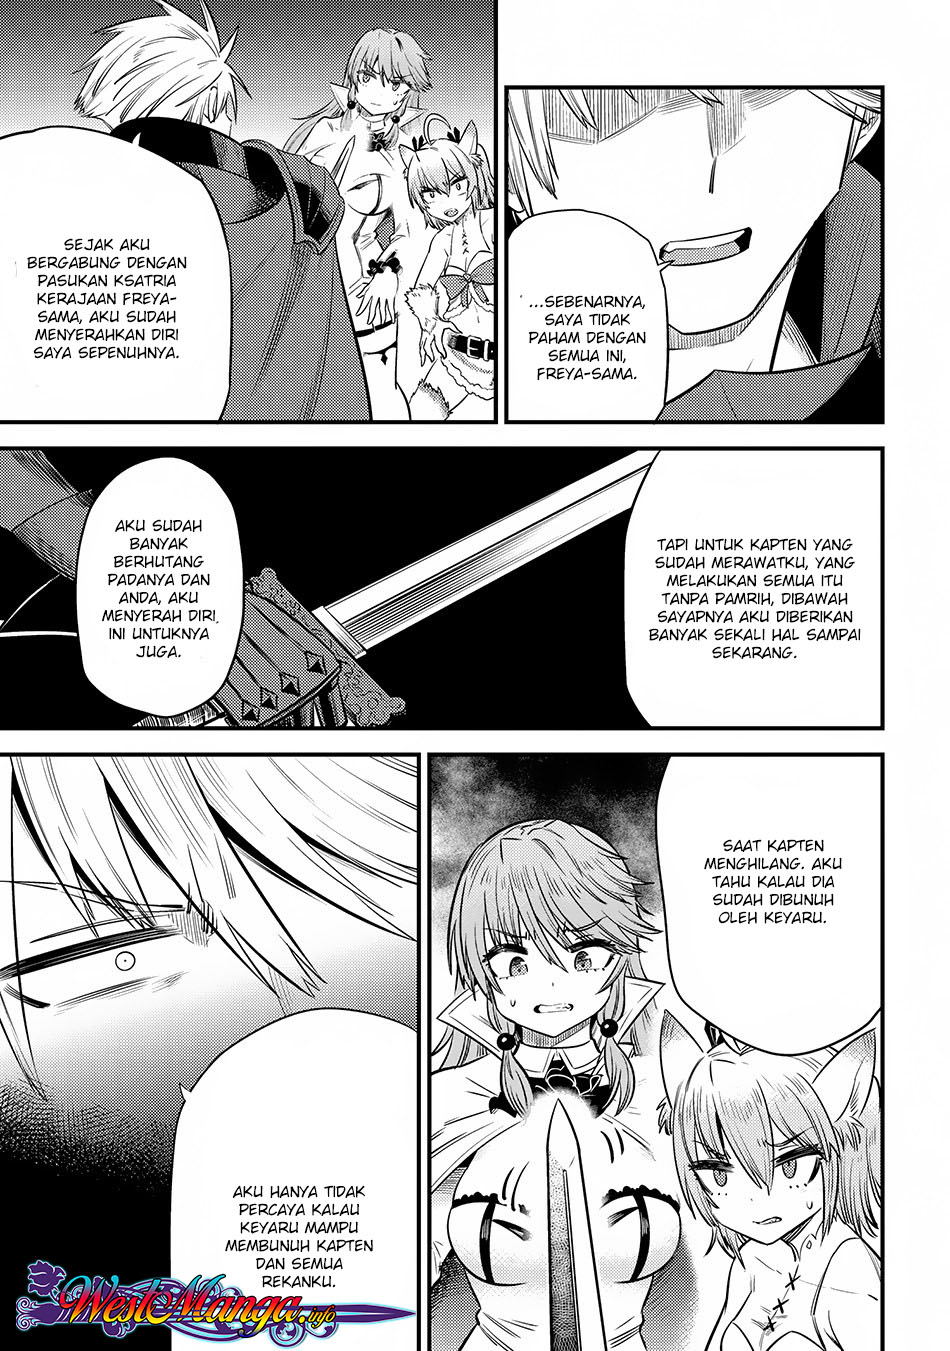 ...SEBENARNYA,
SAYA TIDAK
PAHAM DENGAN
SEMUA INI,
FREYA-SAMA.
SEJAK AKU
BERGABUNG DENGAN
PASUKAN KSATRIA
KERAJAAN FREYA-
SAMA, AKU SUDAH
MENYERAHKAN DIRI
SAYA SEPENUHNYA.
TAPI UNTUK KAPTEN YANG
SUDAH MERAWATKU, YANG
MELAKUKAN SEMUA ITU
TANPA PAMRIH, DIBAWAH
SAYAPNYA AKU DIBERIKAN
BANYAK SEKALI HAL SAMPAI
SEKARANG.
AKU SUDAH
BANYAK
BERHUTANG
PADANYA DAN
ANDA, AKU
MENYERAH DIRI.
INI UNTUKNYA
JUGA.
SAAT KAPTEN
MENGHILANG. AKU
TAHU KALAU DIA
SUDAH DIBUNUH
OLEH KEYARU.
AKU HANYA TIDAK
PERCAYA KALAU
KEYARU MAMPU
MEMBUNUH KAPTEN
DAN SEMUA
REKANKU.
WestManga.info